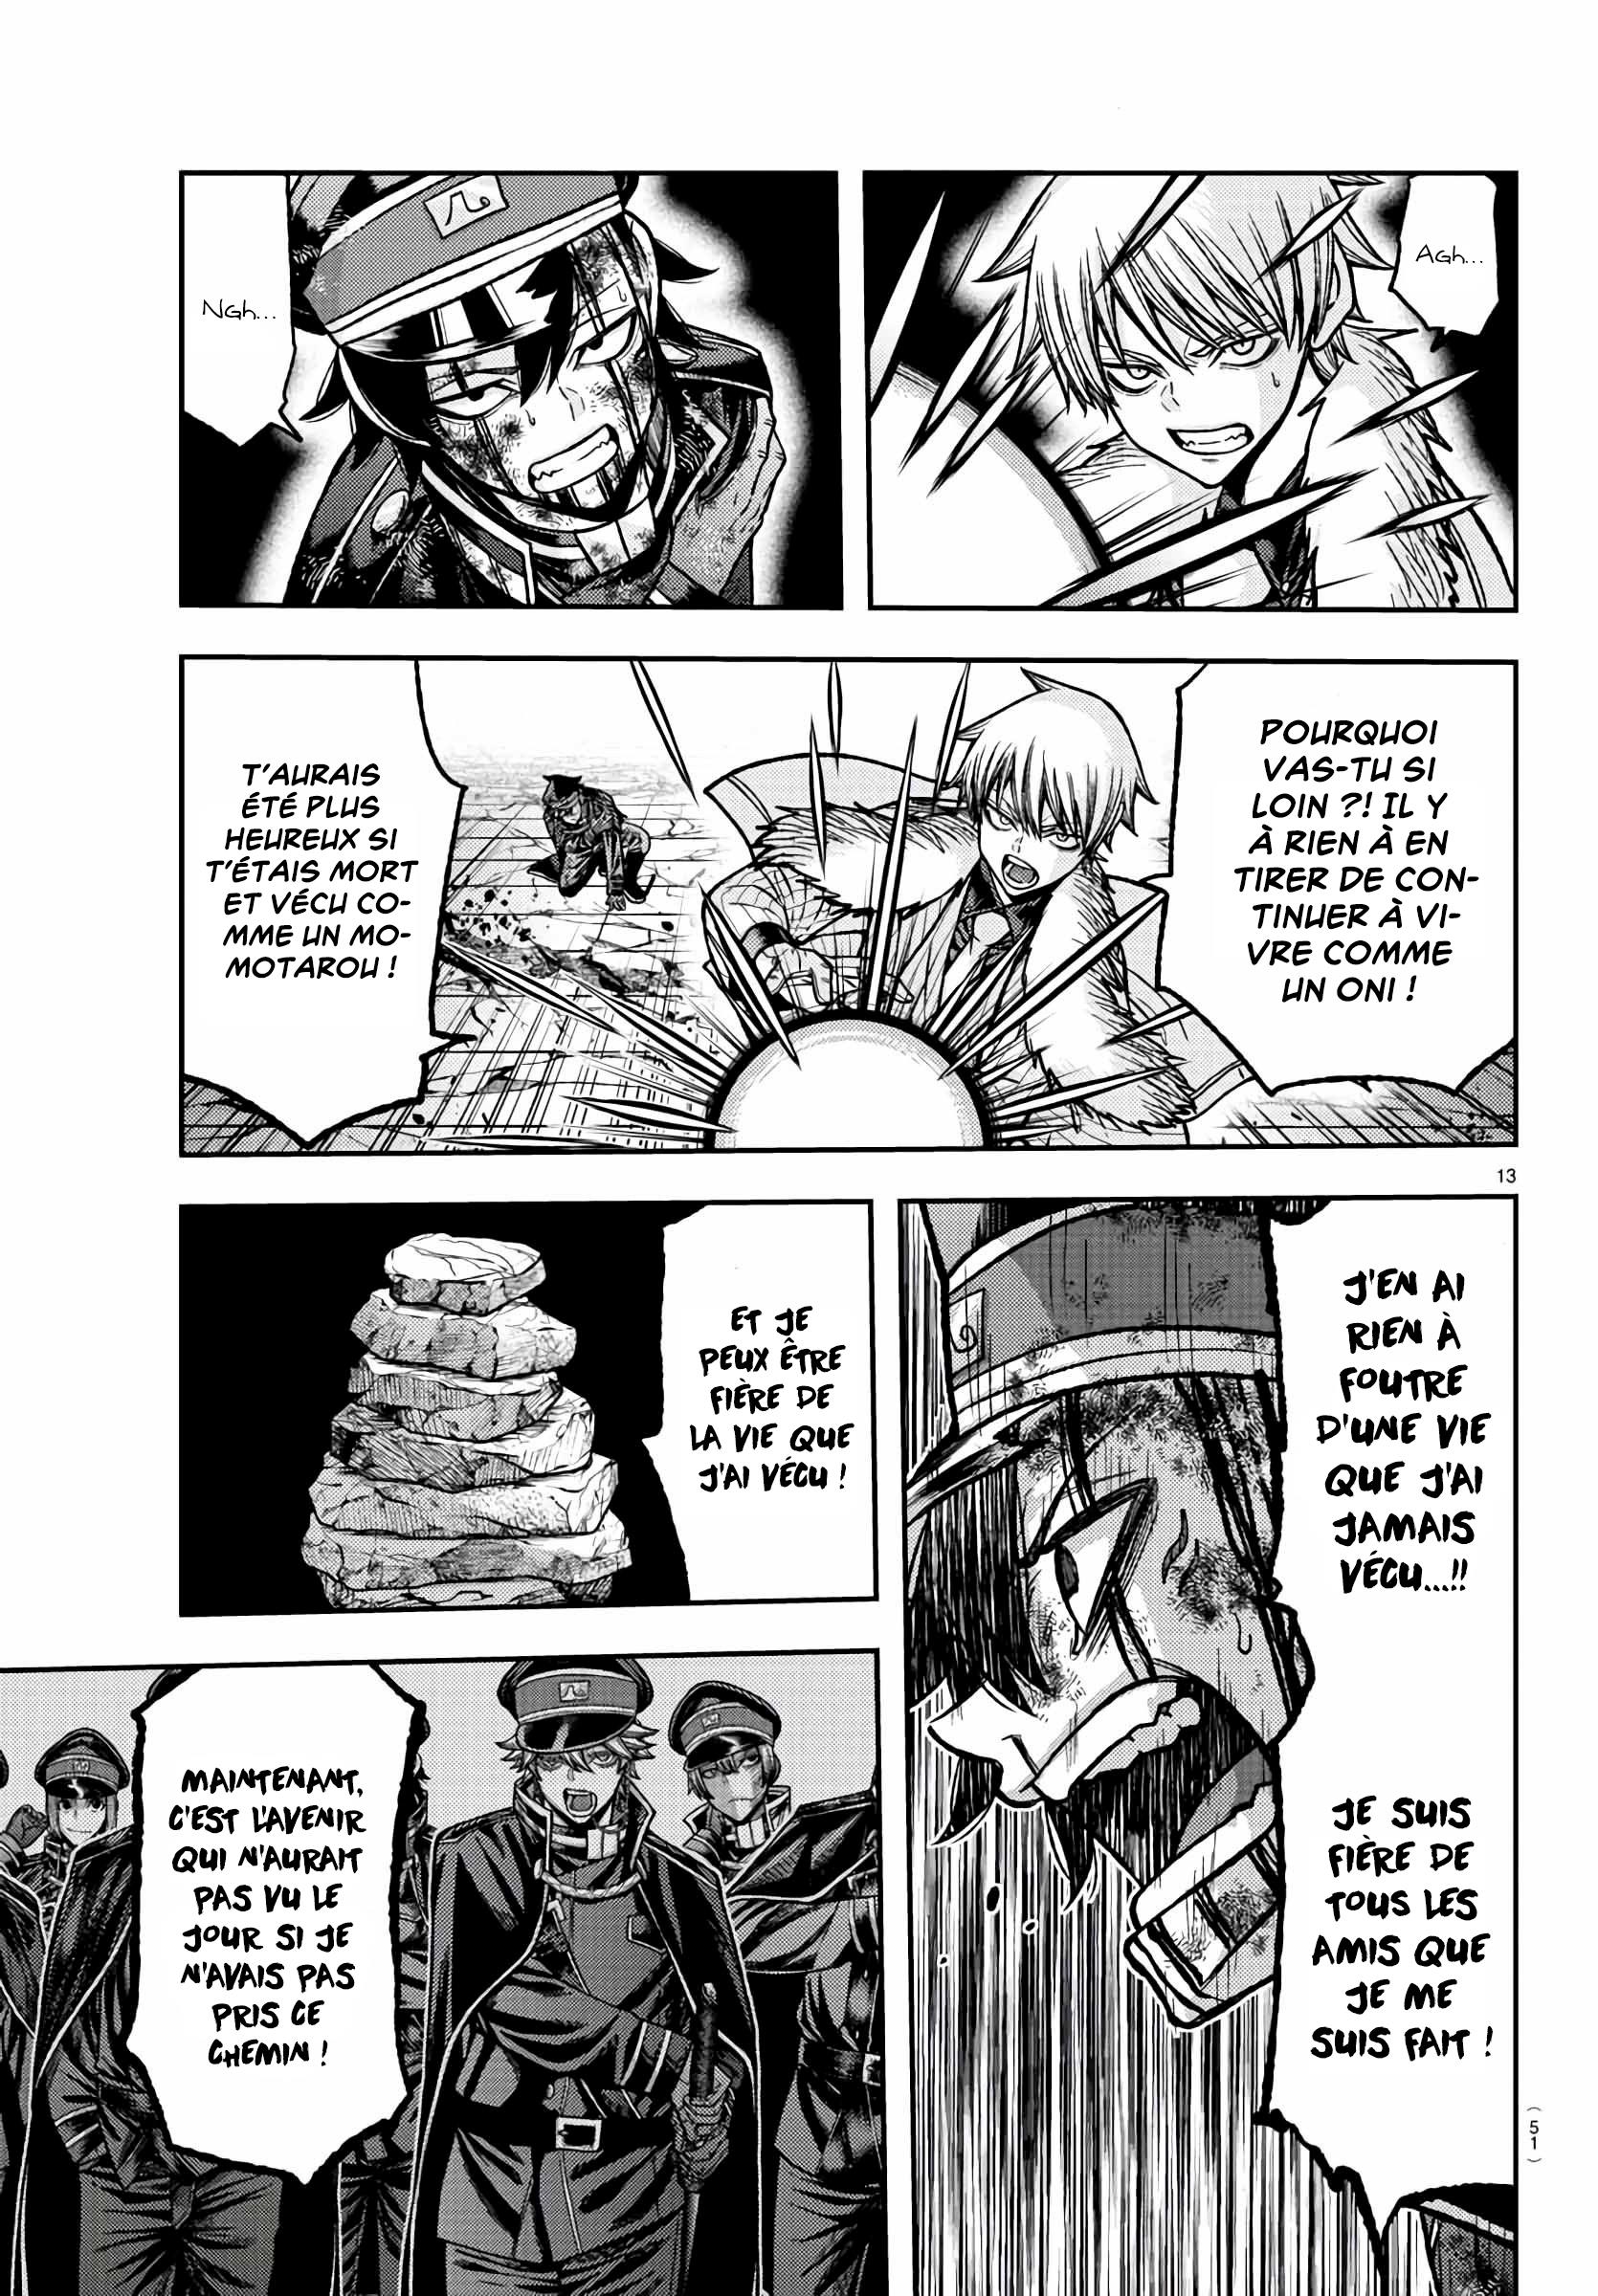 Agh...
Ngh...
POURQUOI
VAS-TU SI
LOIN ?! IL Y
À RIEN À EN
TIRER DE CON-
TINUER À VI-
VRE COMME
UN ONI !
T'AURAIS
ÉTÉ PLUS
HEUREUX SI
T'ÉTAIS MORT
ET VÉCU CO-
MME UN MO-
MOTAROU !
13
J'EN AI
RIEN À
FOUTRE
D'UNE VIE
QUE J'AI
JAMAIS
VÉCU...!!
JE SUIS
FIÈRE DE
TOUS LES
AMIS QUE
JE ME
SUIS FAIT !
ET JE
PEUX ÊTRE
FIÈRE DE
LA VIE QUE
J'AI VÉCU !
MAINTENANT,
C'EST L'AVENIR
QUI N'AURAIT
PAS VU LE
JOUR SI JE
N'AVAIS PAS
PRIS CE
CHEMIN !
(51)